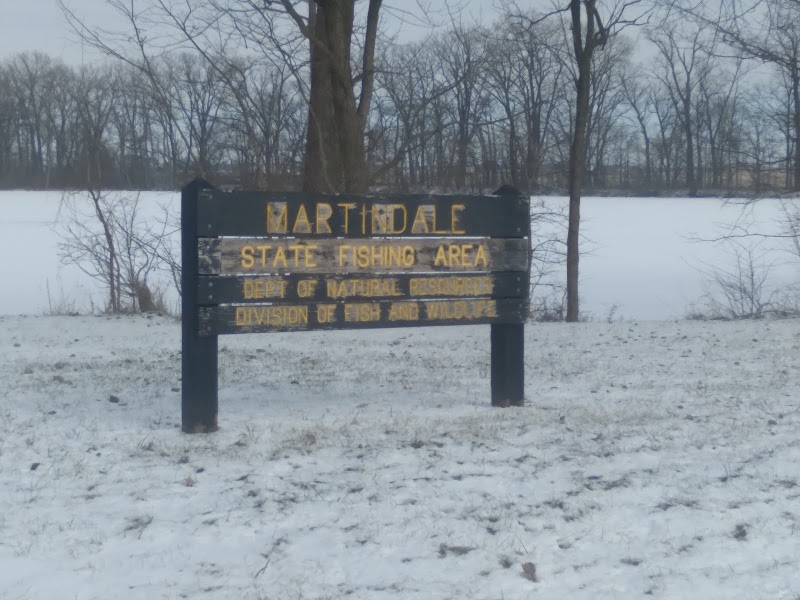 MARTINDALE
STATE FISHING AREA
DEPT OF NATURAL RESOURCES
DIVISION OF FISH AND WILDLIFE